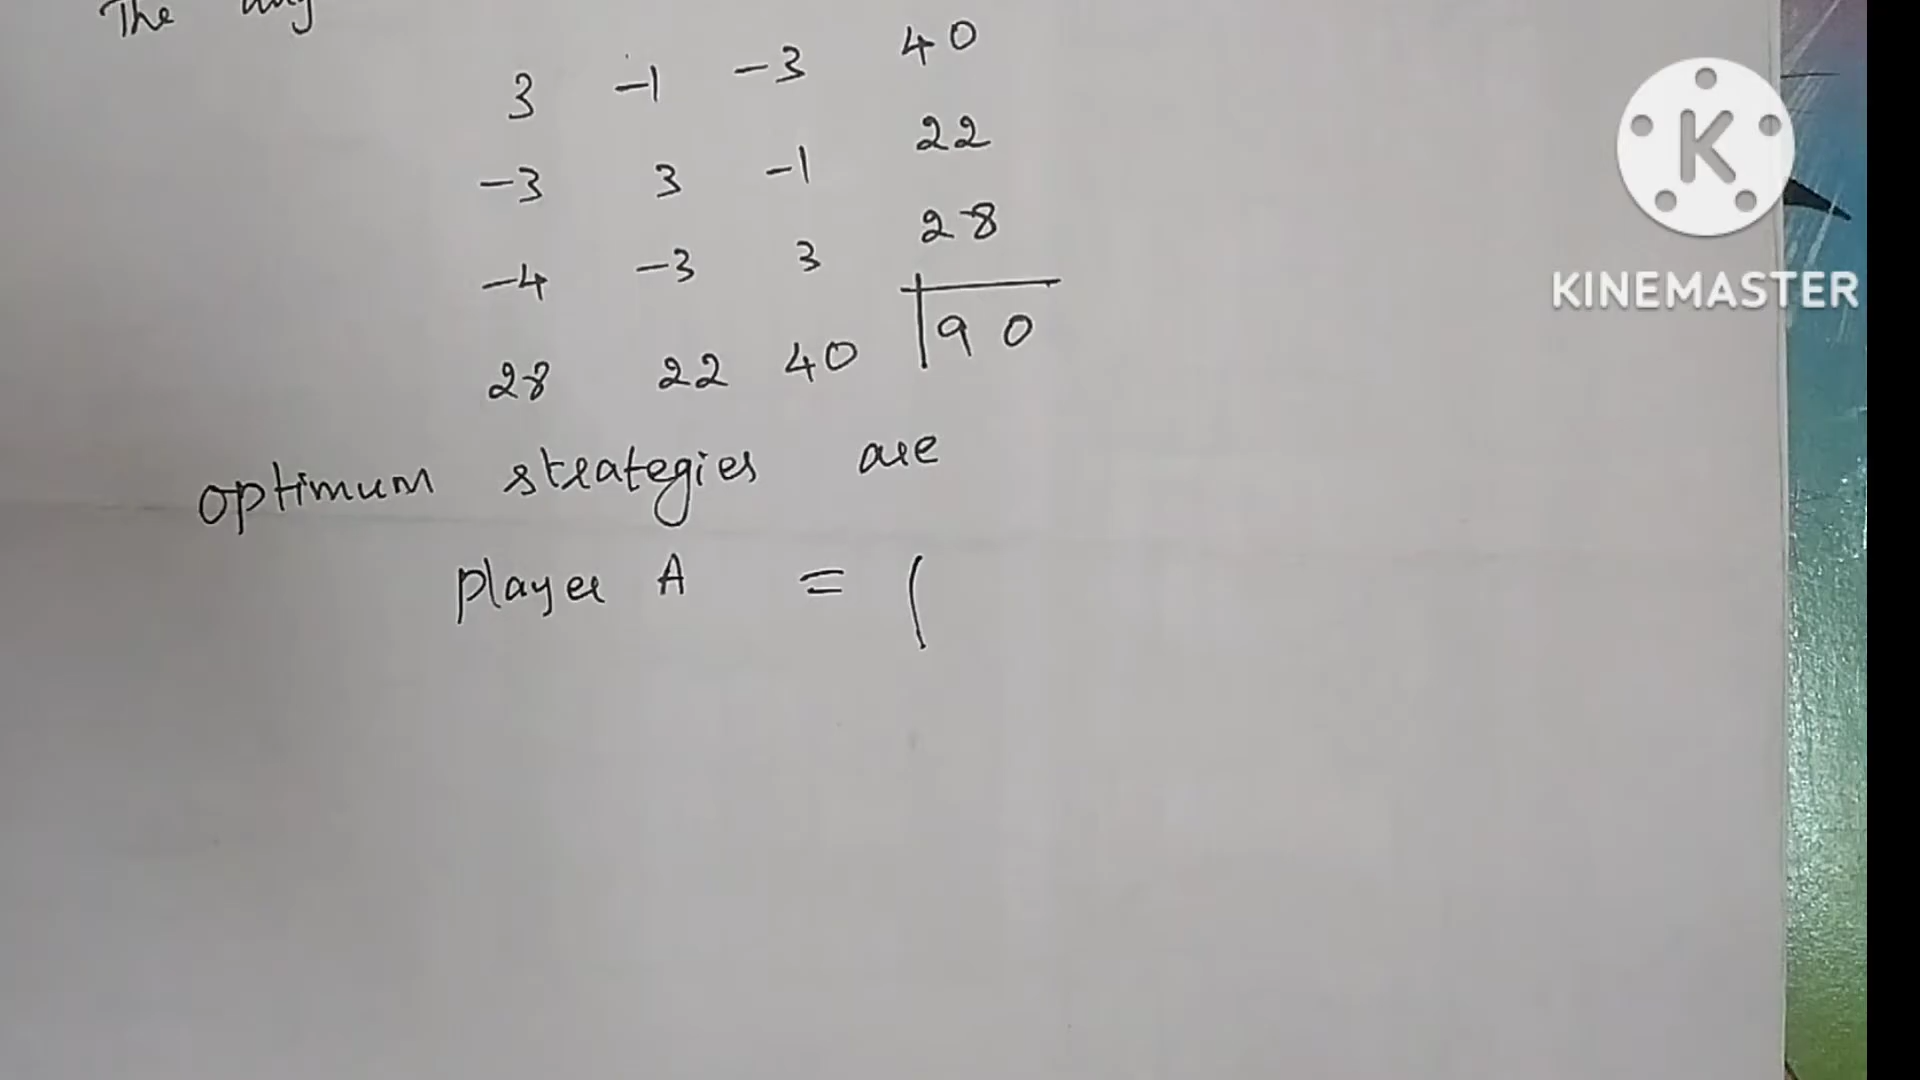 The
3 -1 -3 40
-3 3 -1 22
-4 -3 3 28
28 22 40 90
optimum strategies are
player A = (
K
KINEMASTER